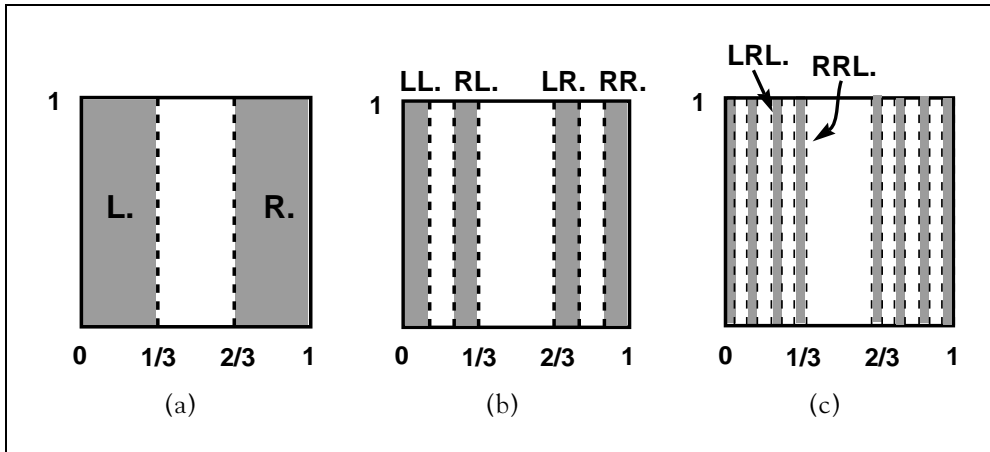 LRL.
RRL.
LL. RL. LR. RR.
1 1 1
L. R.
0 1/3 2/3 1 0 1/3 2/3 1 0 1/3 2/3 1
(a) (b) (c)